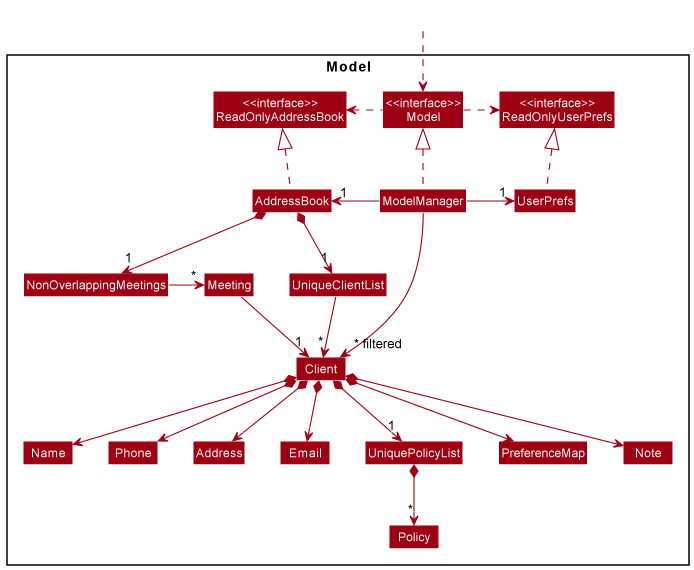 Model
<<interface>>
ReadOnlyAddressBook
<<interface>>
Model
<<interface>>
ReadOnlyUserPrefs
AddressBook
1
ModelManager
1
UserPrefs
1
*
1
NonOverlappingMeetings
Meeting
UniqueClientList
1
*
* filtered
Client
1
Name
Phone
Address
Email
UniquePolicyList
PreferenceMap
Note
*
Policy